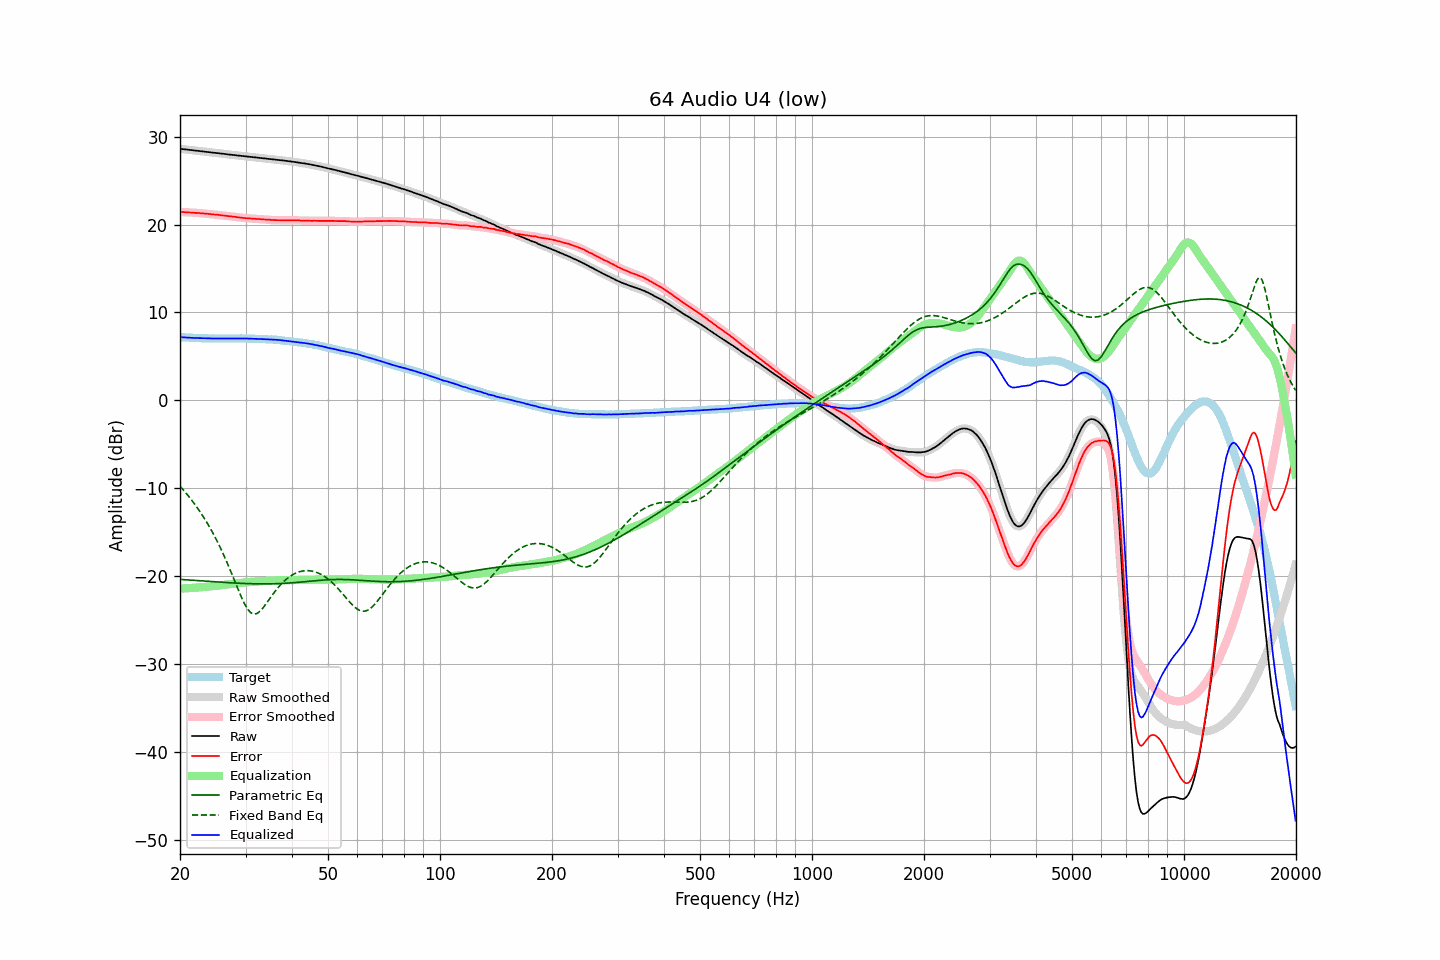 64 Audio U4 (low)
Amplitude (dBr)
30
20
10
0
−10
−20
−30
−40
−50
Target
Raw Smoothed
Error Smoothed
Raw
Error
Equalization
Parametric Eq
Fixed Band Eq
Equalized
20 50 100 200 500 1000 2000 5000 10000 20000
Frequency (Hz)